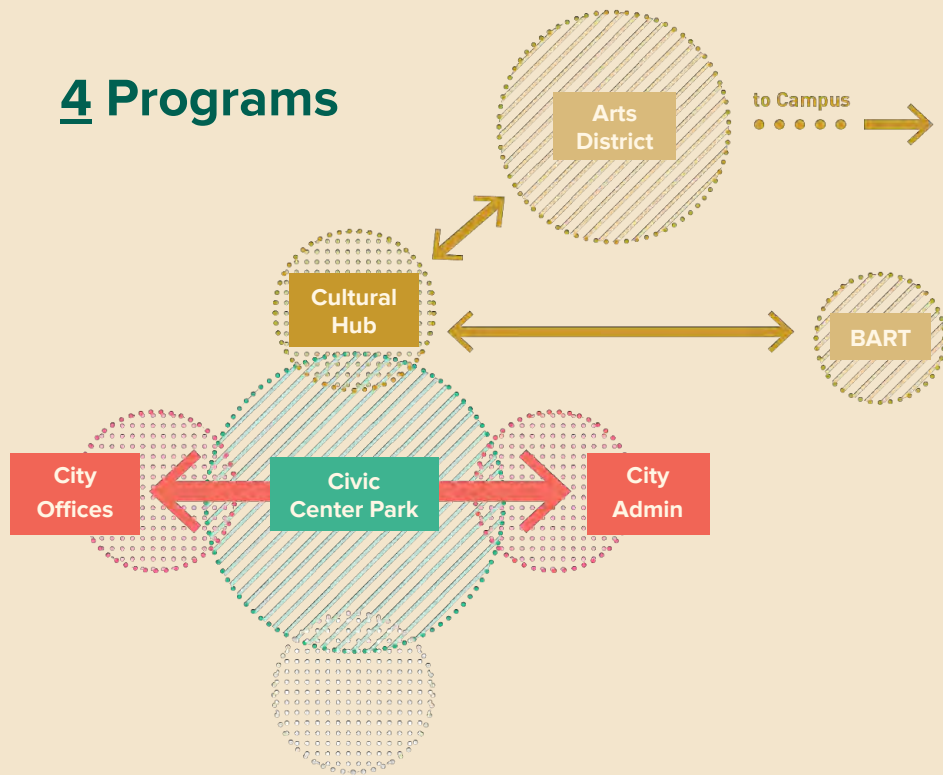 4 Programs
to Campus
Arts
District
Cultural
Hub
BART
City
Offices
Civic
Center Park
City
Admin